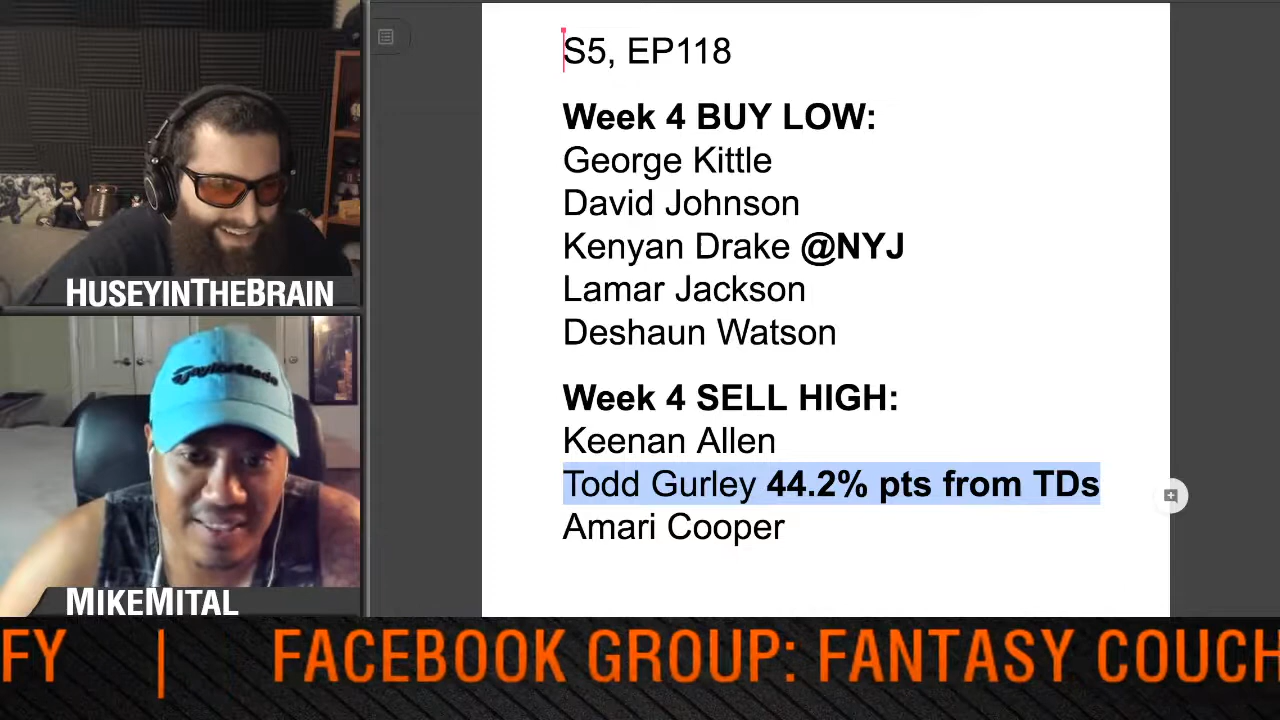 S5, EP118
Week 4 BUY LOW:
George Kittle
David Johnson
Kenyan Drake @NYJ
Lamar Jackson
Deshaun Watson
Week 4 SELL HIGH:
Keenan Allen
Todd Gurley 44.2% pts from TDs
Amari Cooper
HUSEYINTHEBRAIN
TaylorMade
MIKEMITAL
FY | FACEBOOK GROUP: FANTASY COUCH